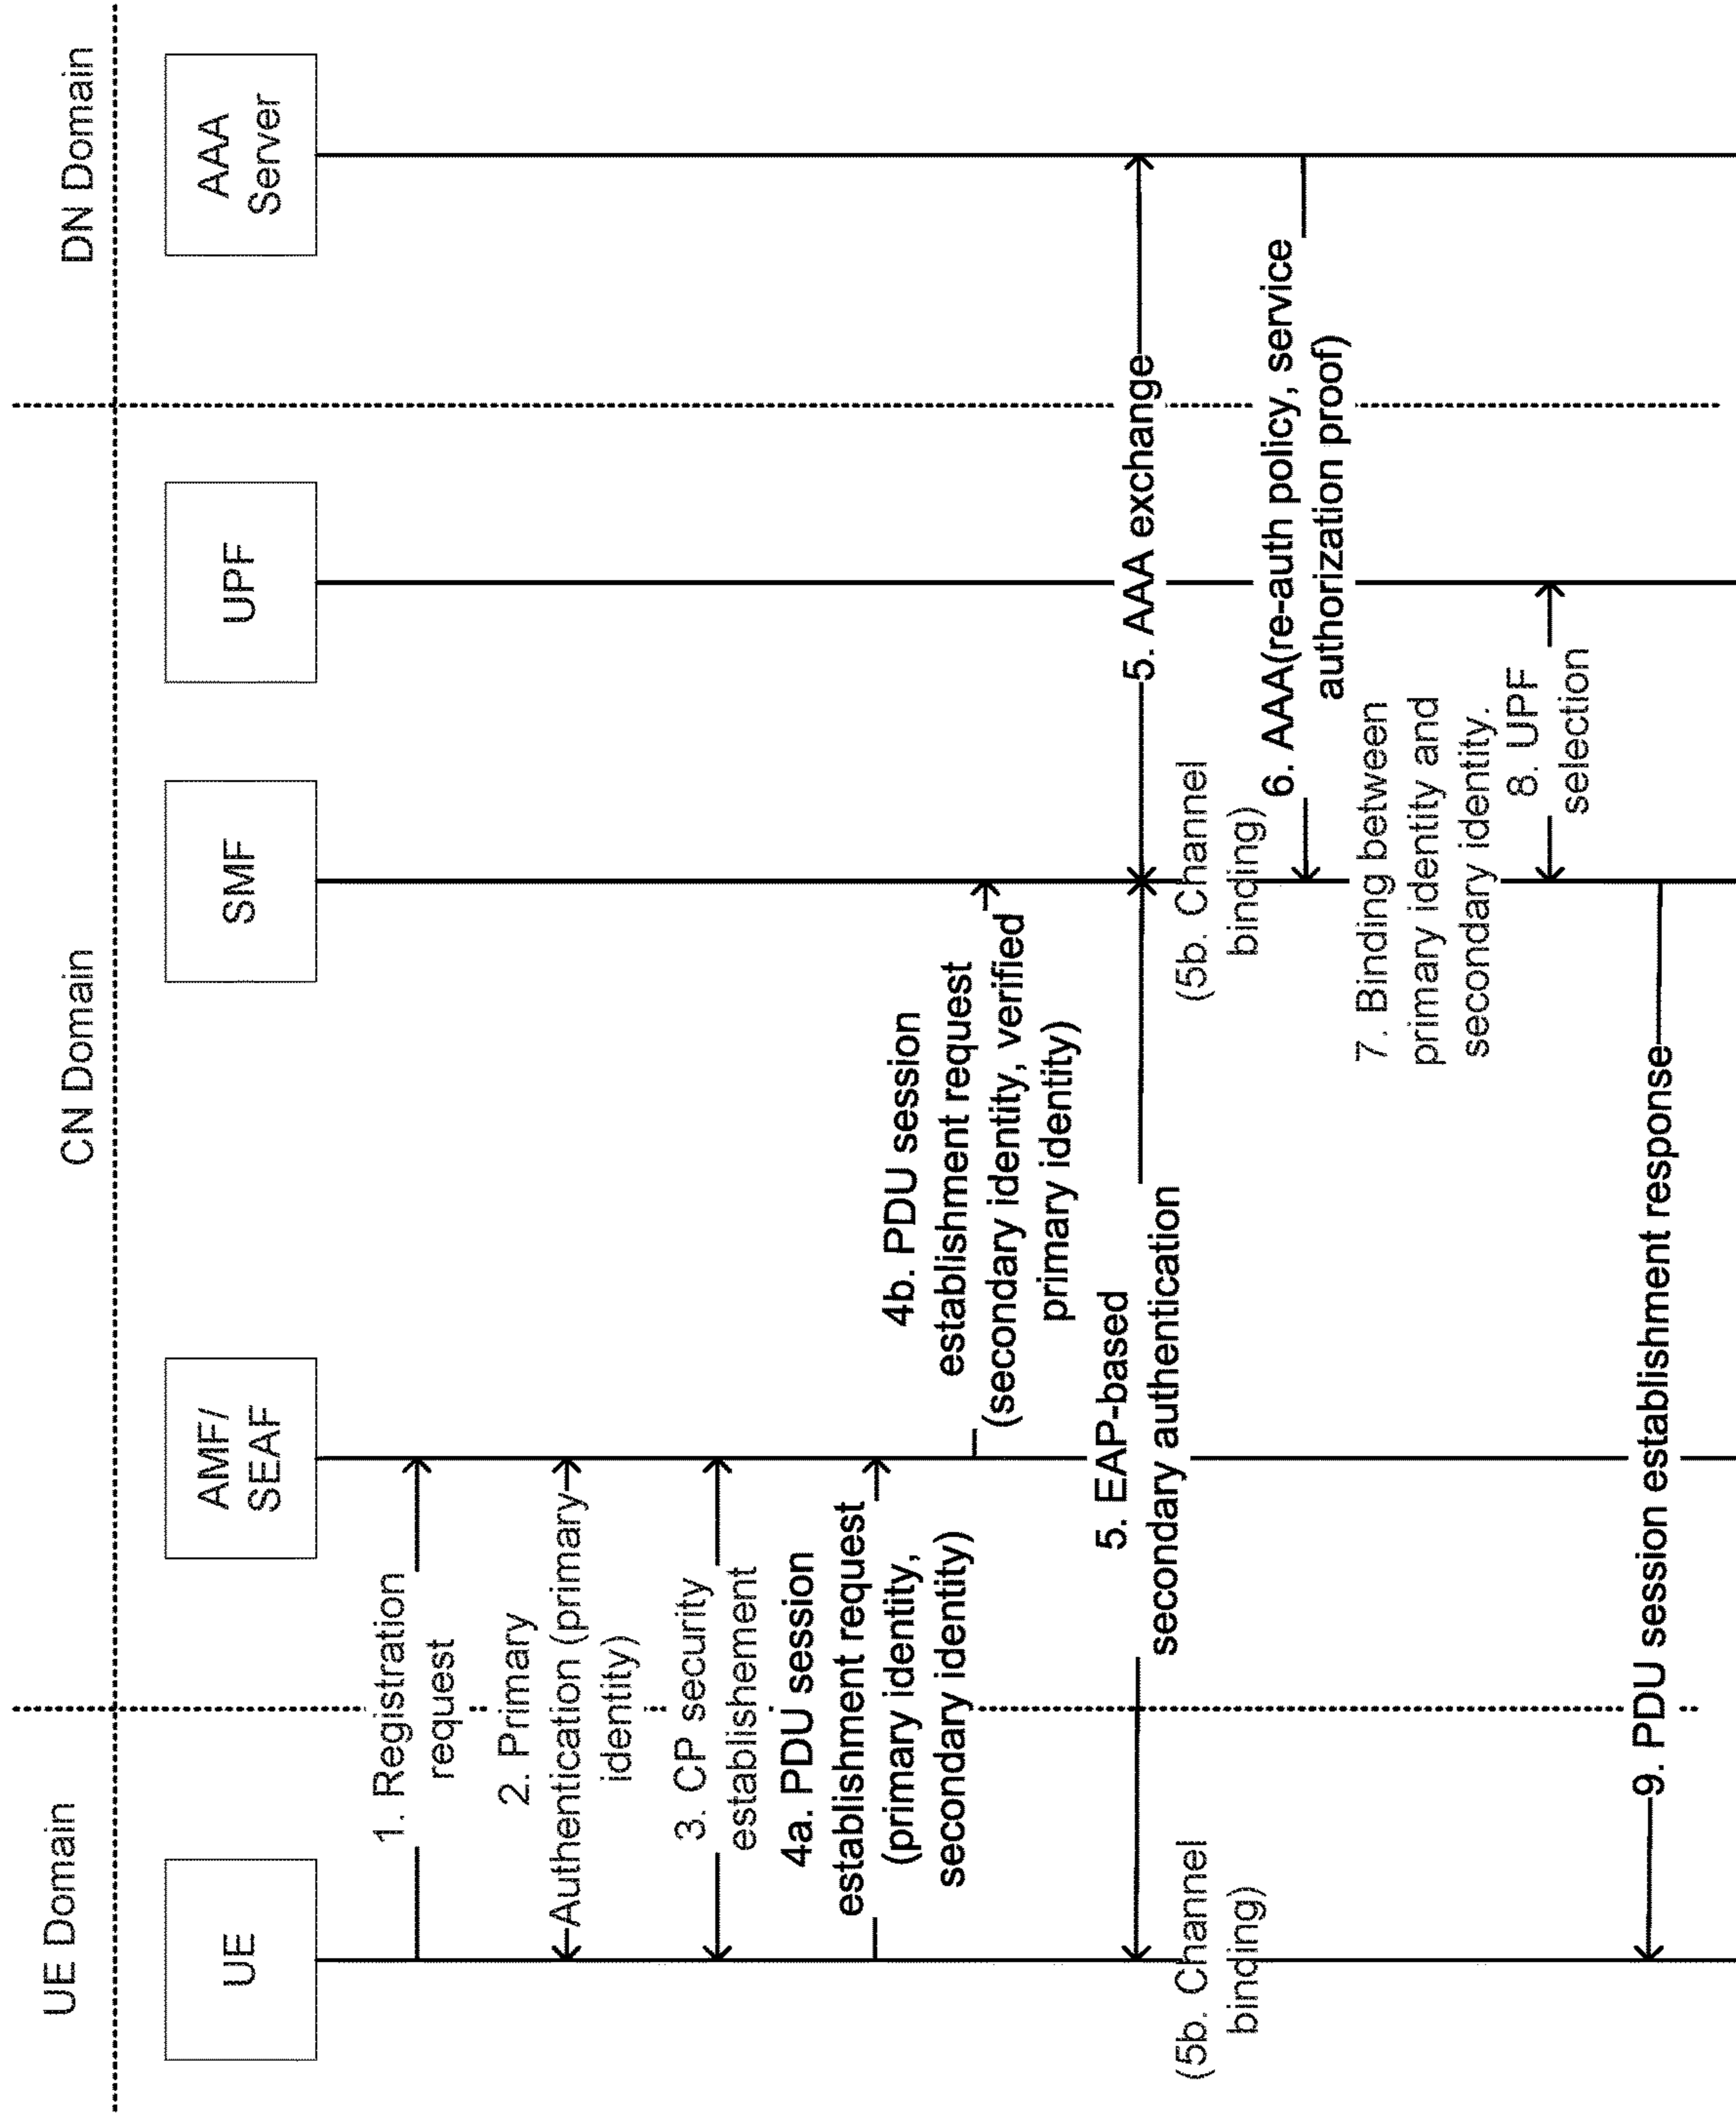 UE Domain
CN Domain
DN Domain
UE
AMF/
SEAF
SMF
UPF
AAA
Server
1. Registration
request
2. Primary
Authentication (primary
identity)
3. CP security
establishement
4a. PDU session
establishment request
(primary identity,
secondary identity)
4b. PDU session
establishment request
(secondary identity, verified
primary identity)
5. EAP-based
secondary authentication
5. AAA exchange
(5b. Channel
binding)
(5b. Channel
binding)
6. AAA(re-auth policy, service
authorization proof)
7. Binding between
primary identity and
secondary identity.
8. UPF
selection
9. PDU session establishment response